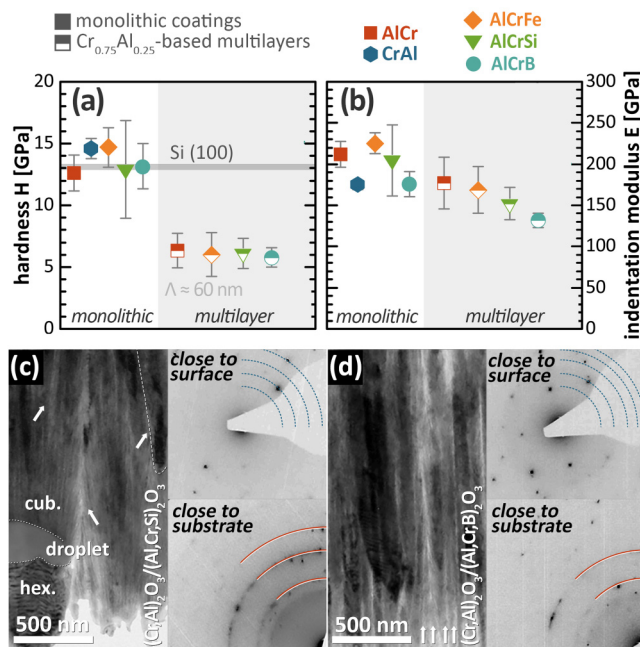 monolithic coatings
Cr0.75Al0.25-based multilayers
AlCr
CrAl
AlCrFe
AlCrSi
AlCrB
hardness H [GPa]
20
15
10
5
0
(a)
Si (100)
Λ ≈ 60 nm
monolithic
multilayer
(b)
monolithic
multilayer
300
250
200
150
100
50
0
indentation modulus E [GPa]
(c)
cub.
droplet
hex.
500 nm
(Cr,Al)2O3/(Al,Cr,Si)2O3
close to
surface
close to
substrate
(d)
500 nm
(Cr,Al)2O3/(Al,Cr,B)2O3
close to
surface
close to
substrate